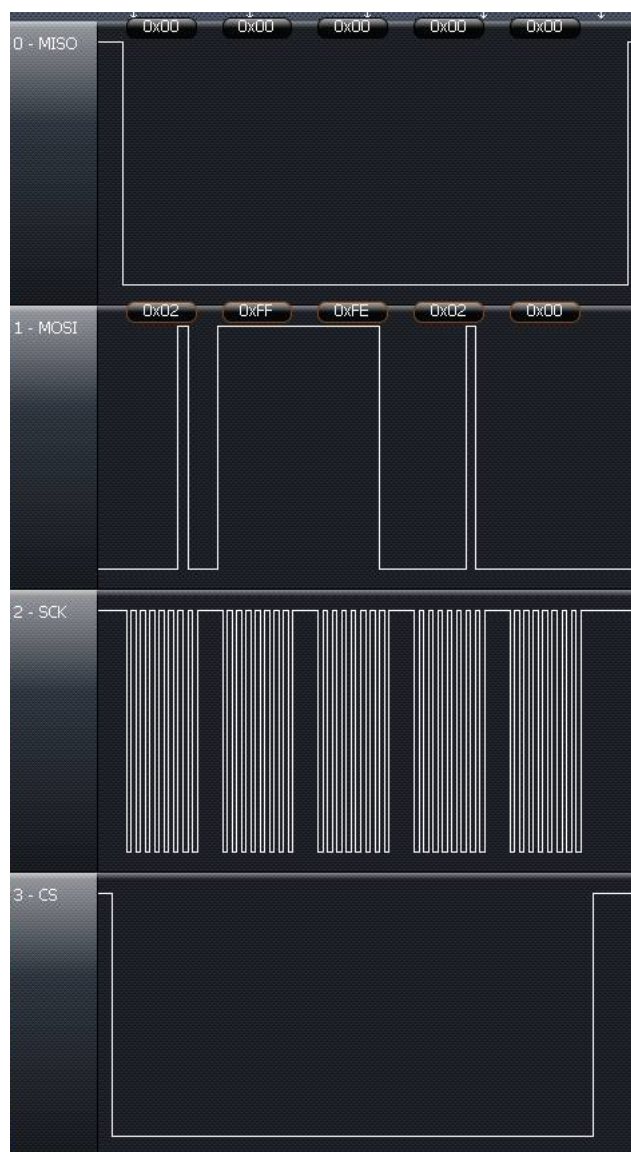 0x00 0x00 0x00 0x00 0x00
0 - MISO
0x02 0xFF 0xFE 0x02 0x00
1 - MOSI
2 - SCK
3 - CS